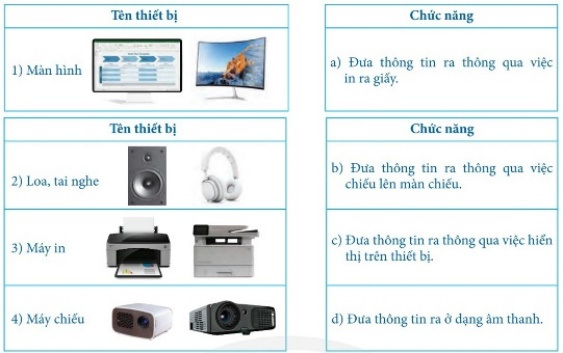 Tên thiết bị
Chức năng
1) Màn hình
a) Đưa thông tin ra thông qua việc
in ra giấy.
Tên thiết bị
Chức năng
2) Loa, tai nghe
b) Đưa thông tin ra thông qua việc
chiếu lên màn chiếu.
3) Máy in
c) Đưa thông tin ra thông qua việc hiển
thị trên thiết bị.
4) Máy chiếu
d) Đưa thông tin ra ở dạng âm thanh.